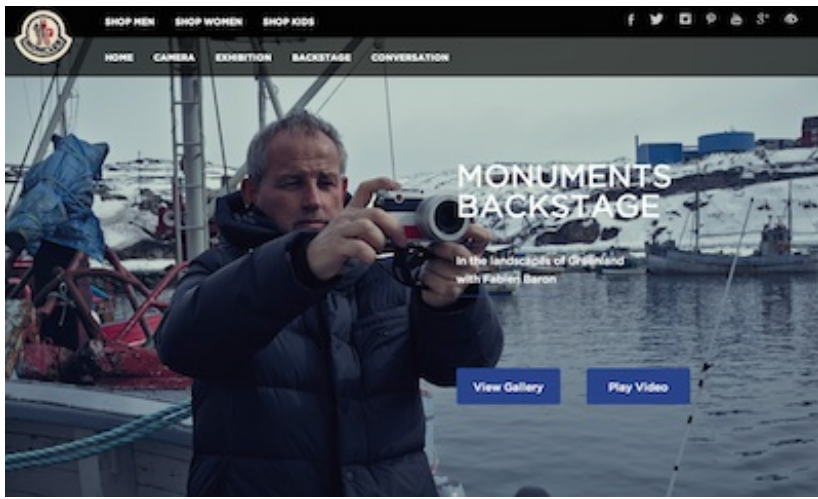 MONCLER
SHOP MEN SHOP WOMEN SHOP KIDS
HOME CAMERA EXHIBITION BACKSTAGE CONVERSATION
MONUMENTS
BACKSTAGE
In the landscapes of Greenland
with Fabien Baron
View Gallery Play Video